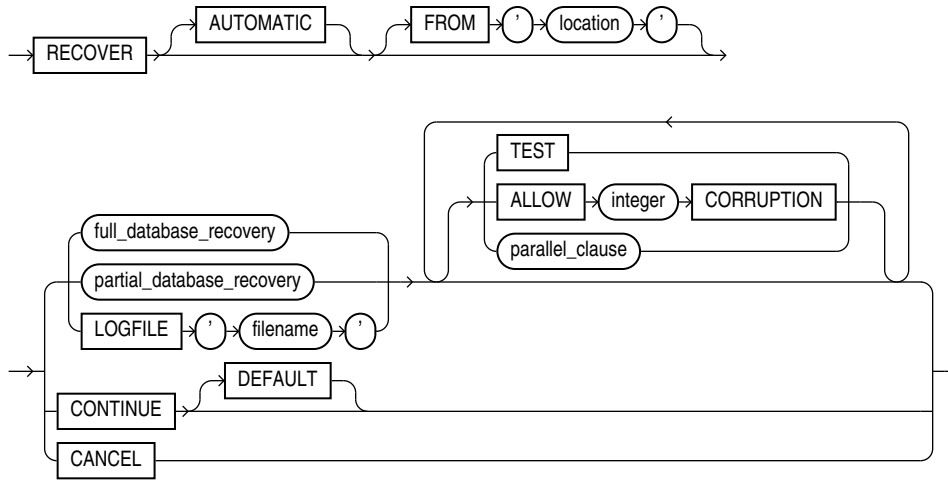 RECOVER AUTOMATIC FROM ' location '
TEST
ALLOW integer CORRUPTION
parallel_clause
full_database_recovery
partial_database_recovery
LOGFILE ' filename '
CONTINUE DEFAULT
CANCEL